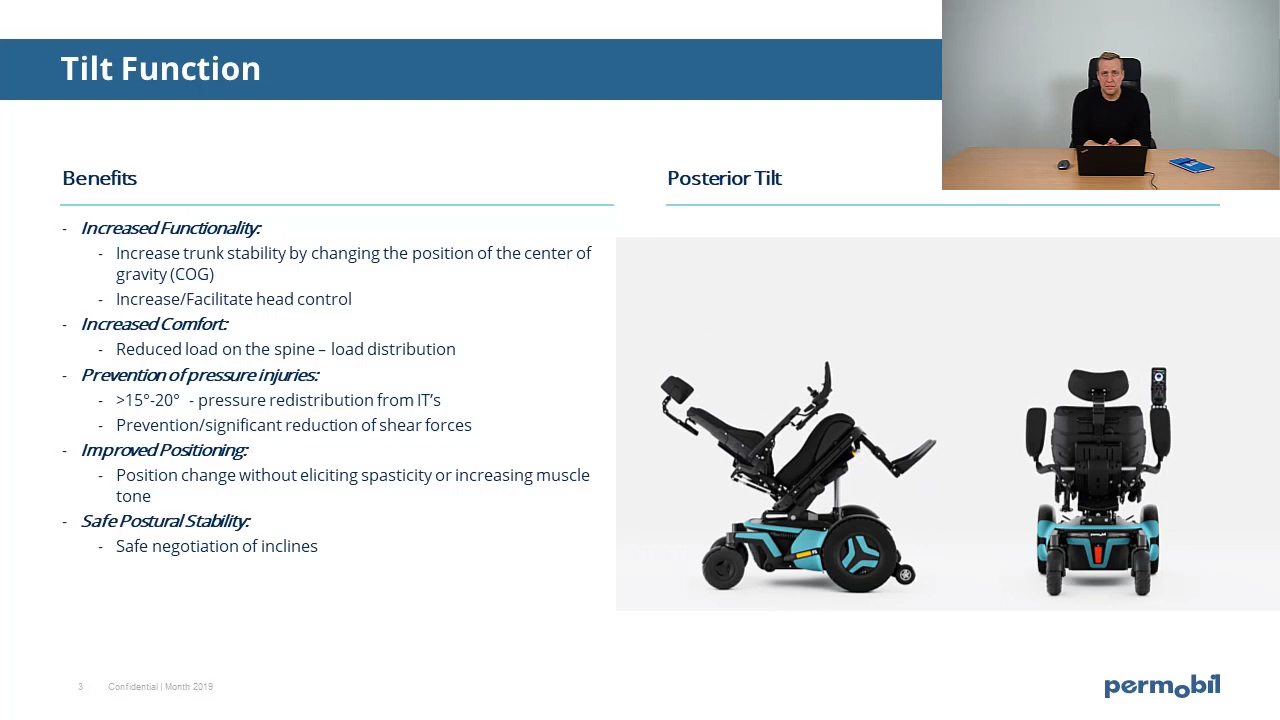 Tilt Function
Benefits
Posterior Tilt
- Increased Functionality:
- Increase trunk stability by changing the position of the center of
gravity (COG)
- Increase/Facilitate head control
- Increased Comfort:
- Reduced load on the spine – load distribution
- Prevention of pressure injuries:
- >15°-20° - pressure redistribution from IT's
- Prevention/significant reduction of shear forces
- Improved Positioning:
- Position change without eliciting spasticity or increasing muscle
tone
- Safe Postural Stability:
- Safe negotiation of inclines
3 Confidential | Month 2019
permobil